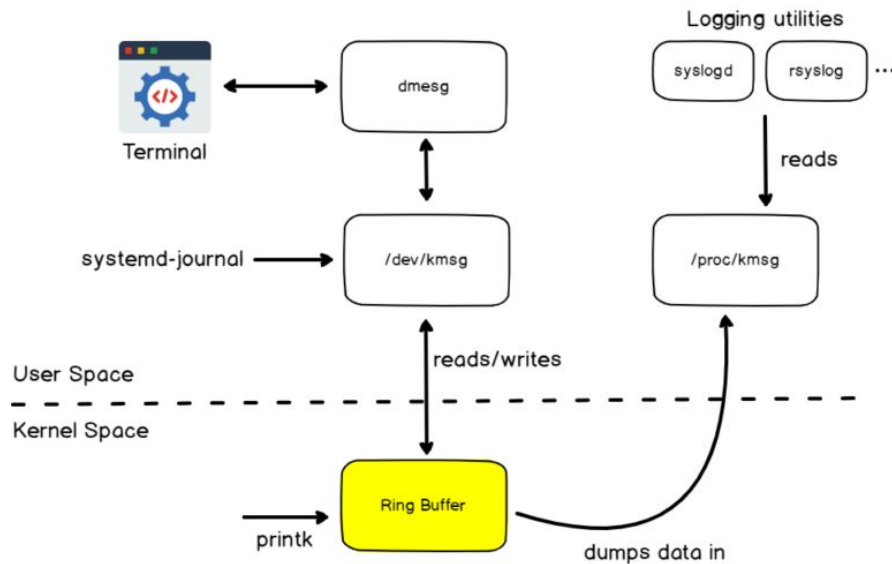 Logging utilities
</>
dmesg
syslogd
rsyslog
...
Terminal
reads
systemd-journal
/dev/kmsg
/proc/kmsg
reads/writes
User Space
Kernel Space
Ring Buffer
printk
dumps data in